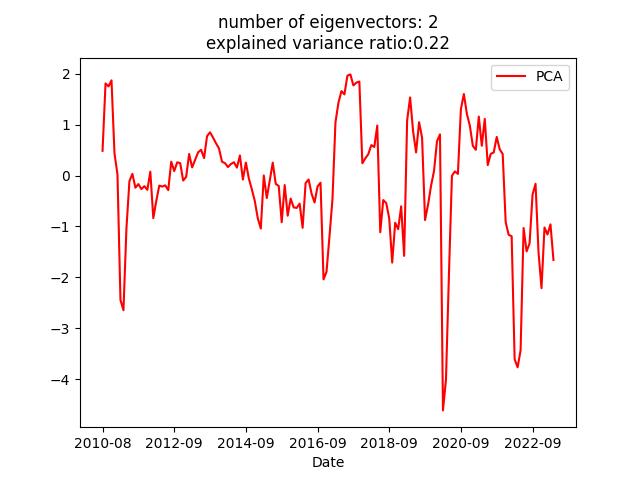 number of eigenvectors: 2
explained variance ratio:0.22
PCA
2
1
0
−1
−2
−3
−4
2010-08 2012-09 2014-09 2016-09 2018-09 2020-09 2022-09
Date